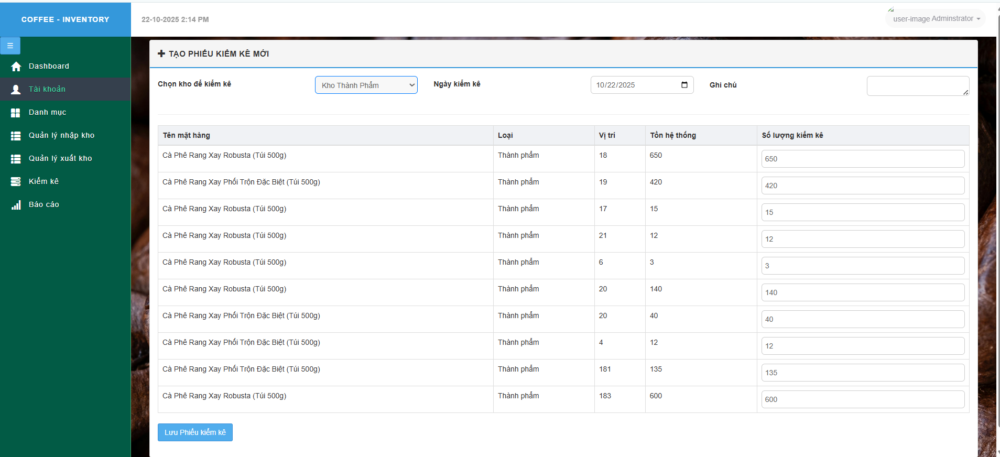 COFFEE - INVENTORY
22-10-2025 2:14 PM
user-image Adminstrator
Dashboard
Tài khoản
Danh mục
Quản lý nhập kho
Quản lý xuất kho
Kiểm kê
Báo cáo
TẠO PHIẾU KIỂM KÊ MỚI
Chọn kho để kiểm kê Kho Thành Phẩm Ngày kiểm kê 10/22/2025 Ghi chú
Tên mặt hàng Loại Vị trí Tồn hệ thống Số lượng kiểm kê
Cà Phê Rang Xay Robusta (Túi 500g) Thành phẩm 18 650 650
Cà Phê Rang Xay Phối Trộn Đặc Biệt (Túi 500g) Thành phẩm 19 420 420
Cà Phê Rang Xay Robusta (Túi 500g) Thành phẩm 17 15 15
Cà Phê Rang Xay Robusta (Túi 500g) Thành phẩm 21 12 12
Cà Phê Rang Xay Robusta (Túi 500g) Thành phẩm 6 3 3
Cà Phê Rang Xay Robusta (Túi 500g) Thành phẩm 20 140 140
Cà Phê Rang Xay Phối Trộn Đặc Biệt (Túi 500g) Thành phẩm 20 40 40
Cà Phê Rang Xay Phối Trộn Đặc Biệt (Túi 500g) Thành phẩm 4 12 12
Cà Phê Rang Xay Phối Trộn Đặc Biệt (Túi 500g) Thành phẩm 181 135 135
Cà Phê Rang Xay Robusta (Túi 500g) Thành phẩm 183 600 600
Lưu Phiếu kiểm kê